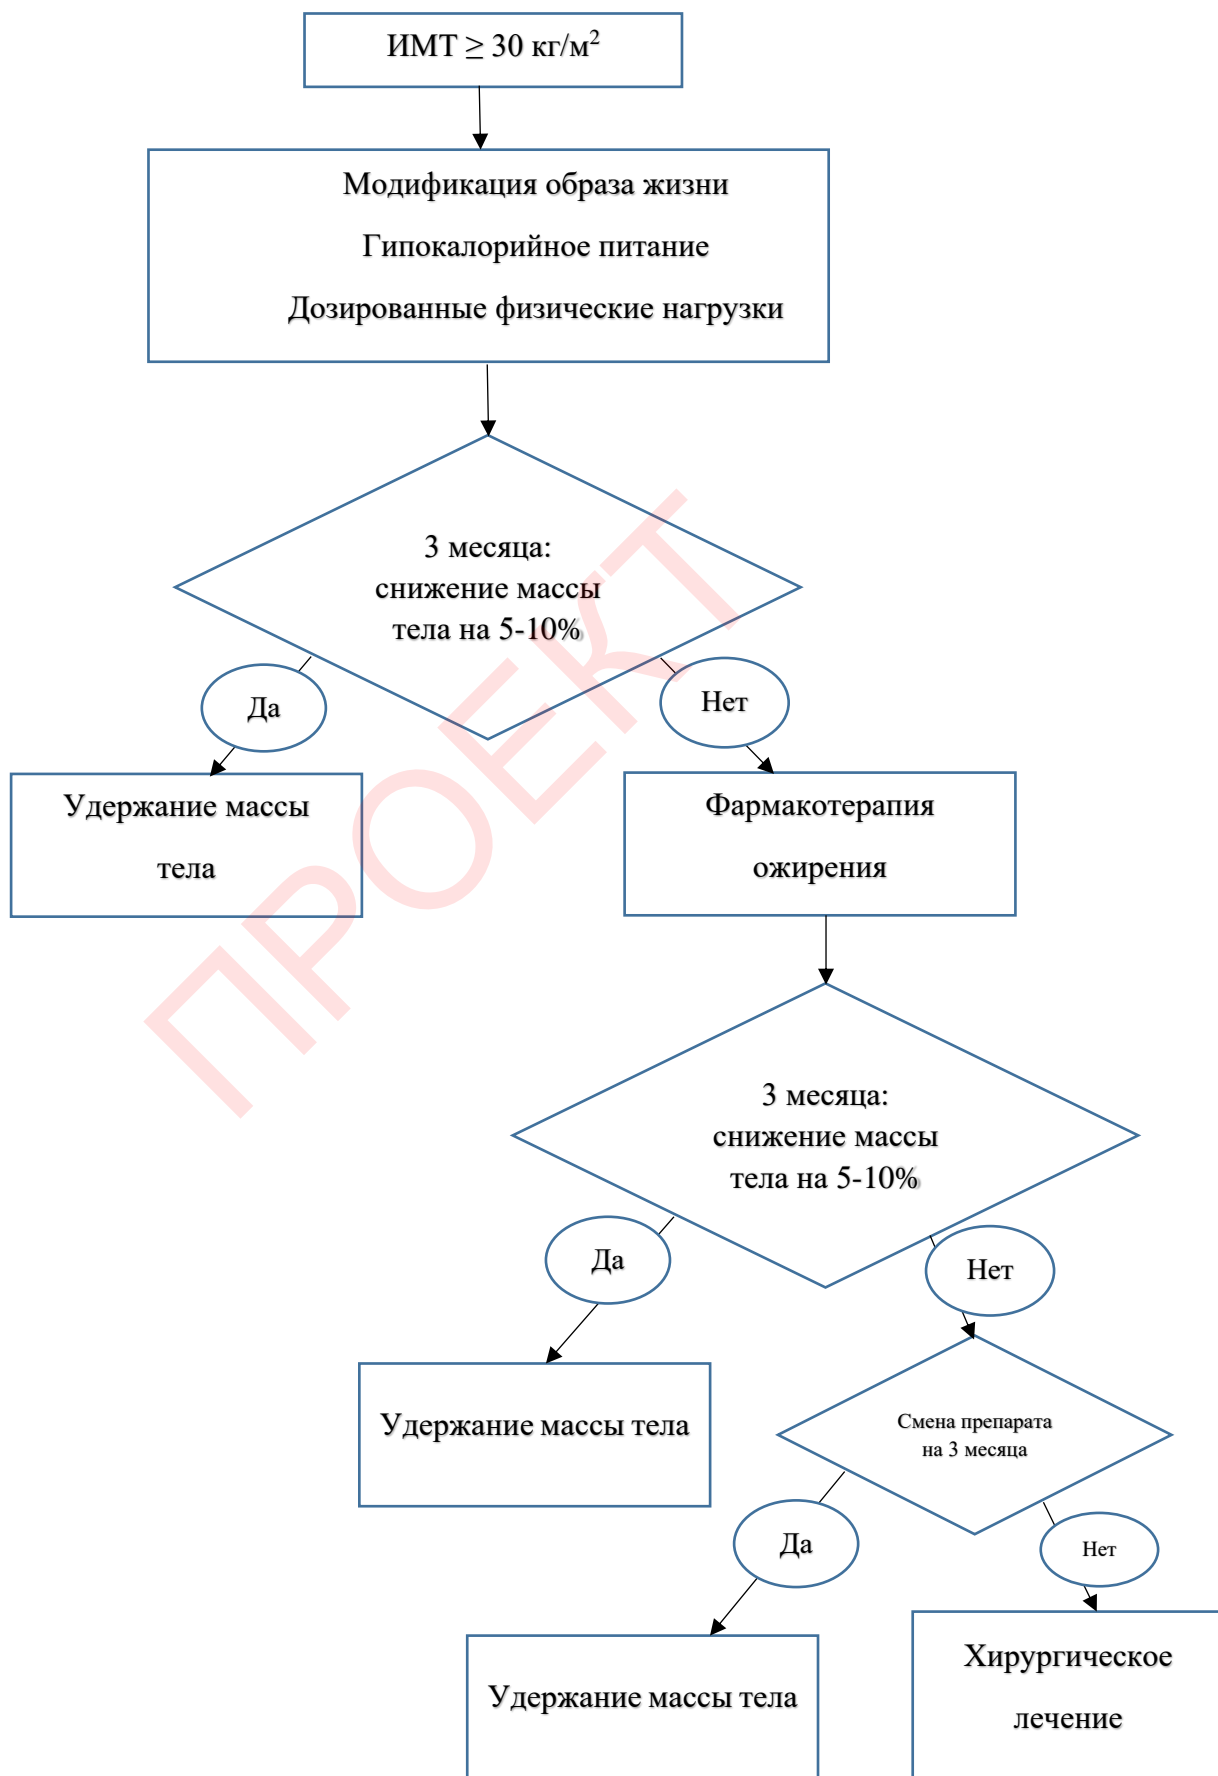 ИМТ ≥ 30 кг/м²
Модификация образа жизни
Гипокалорийное питание
Дозированные физические нагрузки
3 месяца:
снижение массы
тела на 5-10%
Да
Нет
Удержание массы
тела
Фармакотерапия
ожирения
ПРОЕКТ
3 месяца:
снижение массы
тела на 5-10%
Да
Нет
Удержание массы тела
Смена препарата
на 3 месяца
Да
Нет
Удержание массы тела
Хирургическое
лечение